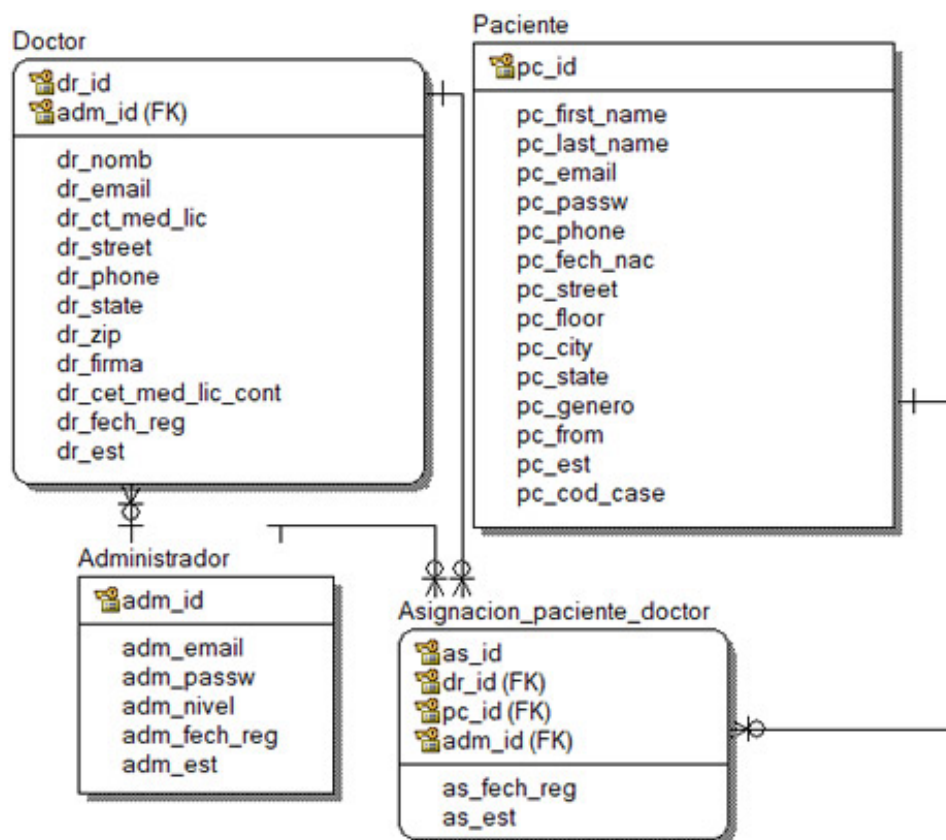 Doctor
dr_id
adm_id (FK)
dr_nomb
dr_email
dr_ct_med_lic
dr_street
dr_phone
dr_state
dr_zip
dr_firma
dr_cet_med_lic_cont
dr_fech_reg
dr_est
Paciente
pc_id
pc_first_name
pc_last_name
pc_email
pc_passw
pc_phone
pc_fech_nac
pc_street
pc_floor
pc_city
pc_state
pc_genero
pc_from
pc_est
pc_cod_case
Administrador
adm_id
adm_email
adm_passw
adm_nivel
adm_fech_reg
adm_est
Asignacion_paciente_doctor
as_id
dr_id (FK)
pc_id (FK)
adm_id (FK)
as_fech_reg
as_est